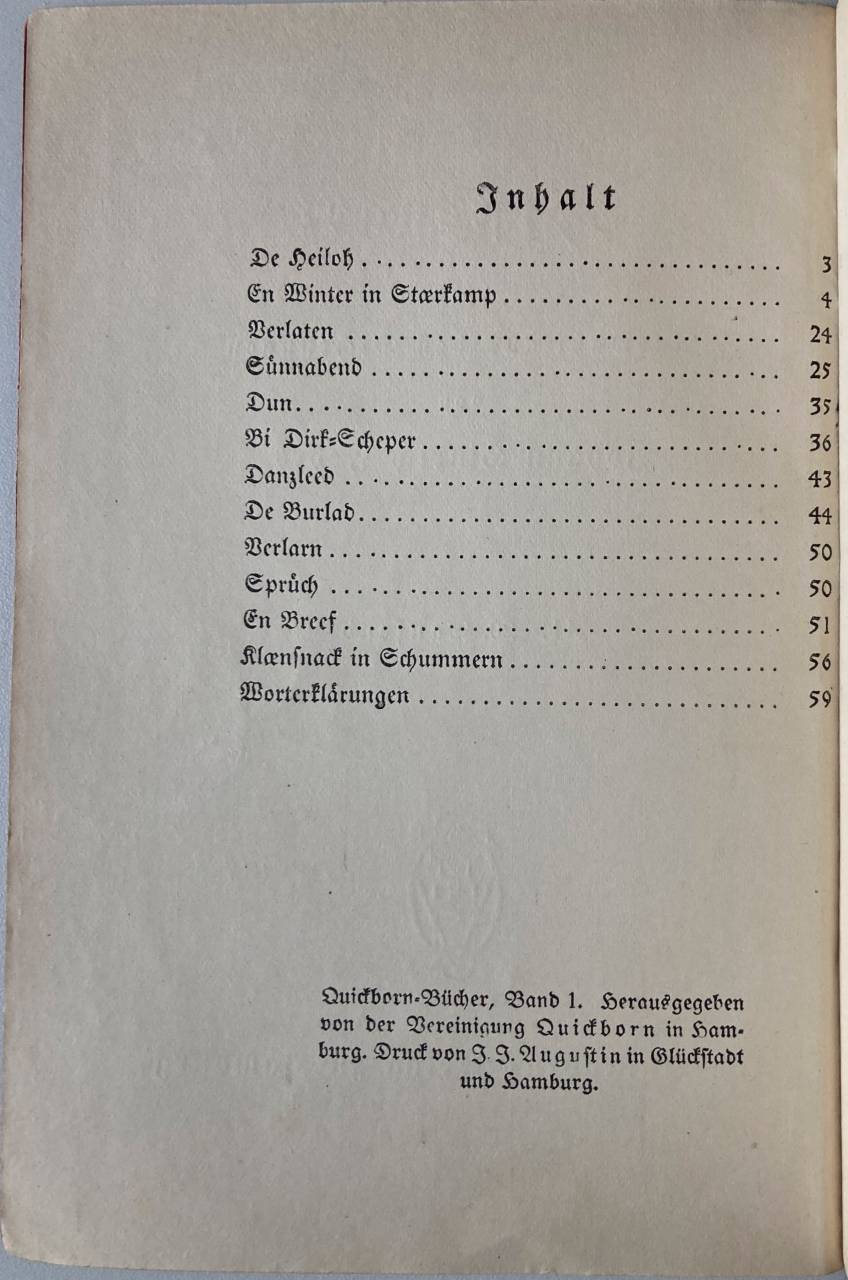 Inhalt
De Heiloh . . . . . . . . . . . . . . . . . . . . . . . . . . . . . . . . 3
En Winter in Stærkamp . . . . . . . . . . . . . . . . . . . . . 4
Verlaten . . . . . . . . . . . . . . . . . . . . . . . . . . . . . . . . . 24
Sünnabend . . . . . . . . . . . . . . . . . . . . . . . . . . . . . . . 25
Dun. . . . . . . . . . . . . . . . . . . . . . . . . . . . . . . . . . . . . 35
Bi Dirk-Scheper . . . . . . . . . . . . . . . . . . . . . . . . . . . 36
Danzleed . . . . . . . . . . . . . . . . . . . . . . . . . . . . . . . . . 43
De Burlad. . . . . . . . . . . . . . . . . . . . . . . . . . . . . . . . 44
Verlarn . . . . . . . . . . . . . . . . . . . . . . . . . . . . . . . . . . 50
Sprüch . . . . . . . . . . . . . . . . . . . . . . . . . . . . . . . . . . 50
En Breef . . . . . . . . . . . . . . . . . . . . . . . . . . . . . . . . . 51
Klœnſnack in Schummern . . . . . . . . . . . . . . . . . . . . 56
Worterklärungen . . . . . . . . . . . . . . . . . . . . . . . . . . . 59
Quickborn-Bücher, Band 1. Herausgegeben
von der Vereinigung Quickborn in Ham-
burg. Druck von J. J. Auguſtin in Glückſtadt
und Hamburg.